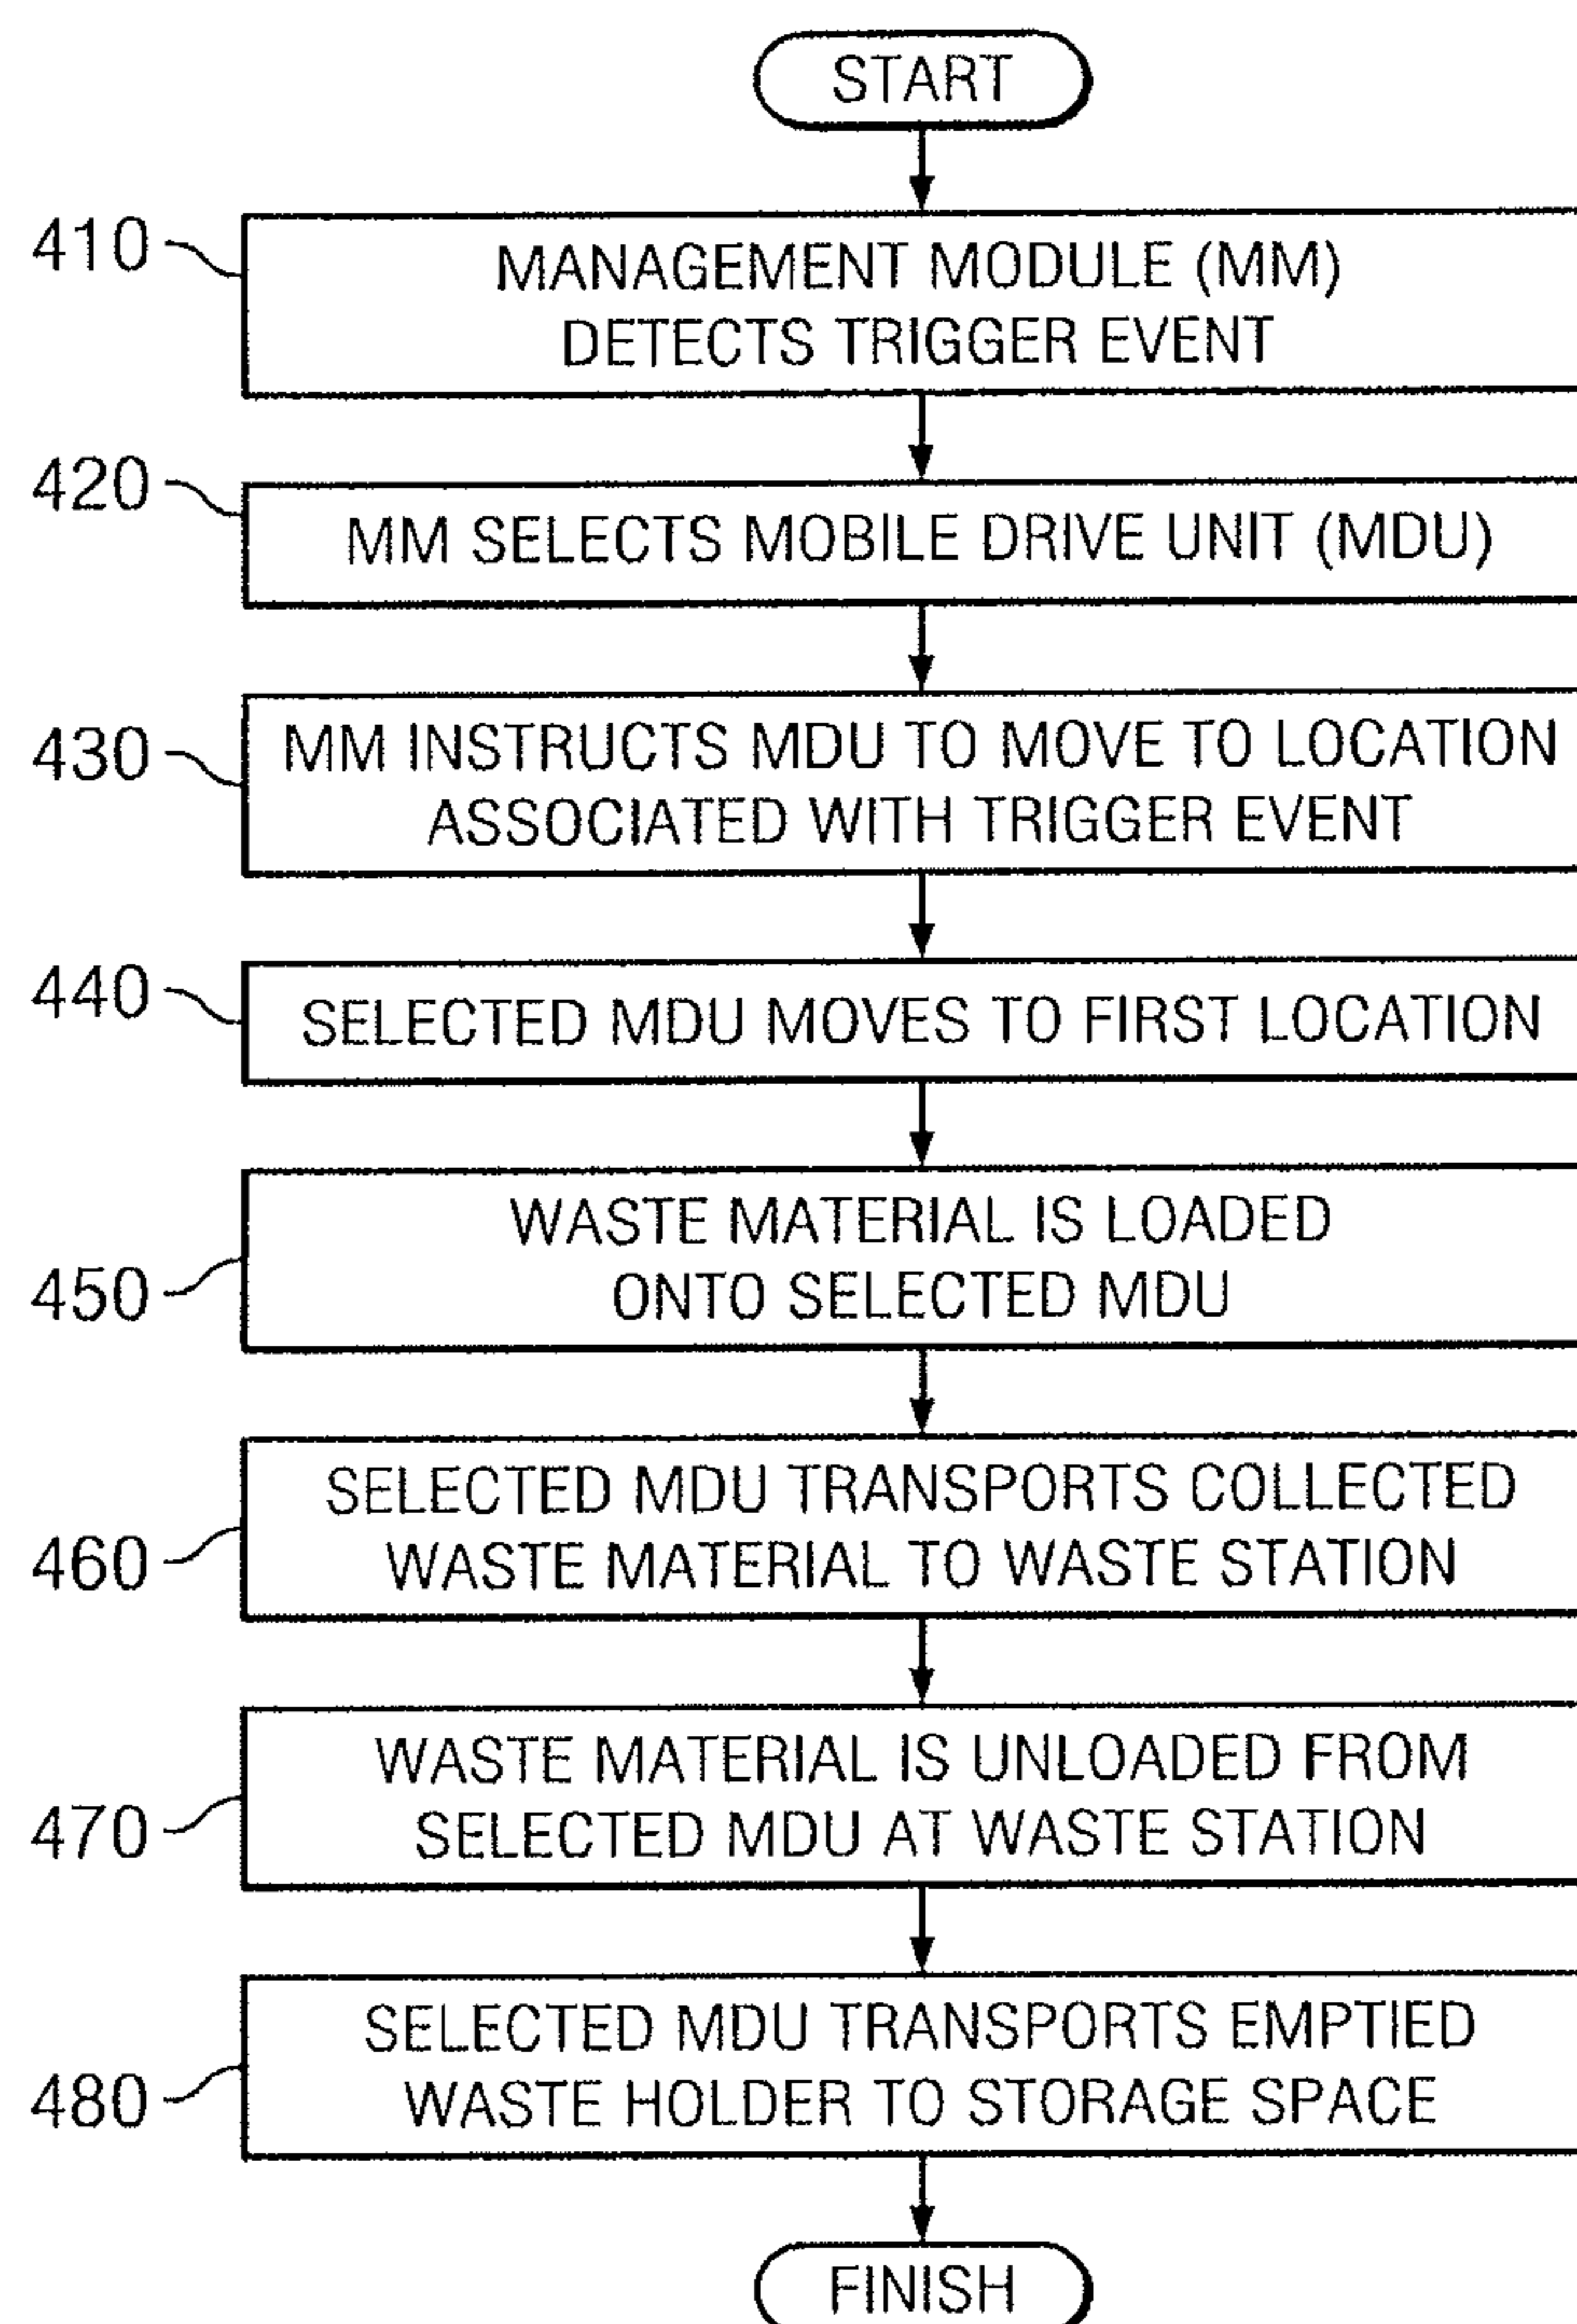 START
410
MANAGEMENT MODULE (MM)
DETECTS TRIGGER EVENT
420
MM SELECTS MOBILE DRIVE UNIT (MDU)
430
MM INSTRUCTS MDU TO MOVE TO LOCATION
ASSOCIATED WITH TRIGGER EVENT
440
SELECTED MDU MOVES TO FIRST LOCATION
450
WASTE MATERIAL IS LOADED
ONTO SELECTED MDU
460
SELECTED MDU TRANSPORTS COLLECTED
WASTE MATERIAL TO WASTE STATION
470
WASTE MATERIAL IS UNLOADED FROM
SELECTED MDU AT WASTE STATION
480
SELECTED MDU TRANSPORTS EMPTIED
WASTE HOLDER TO STORAGE SPACE
FINISH